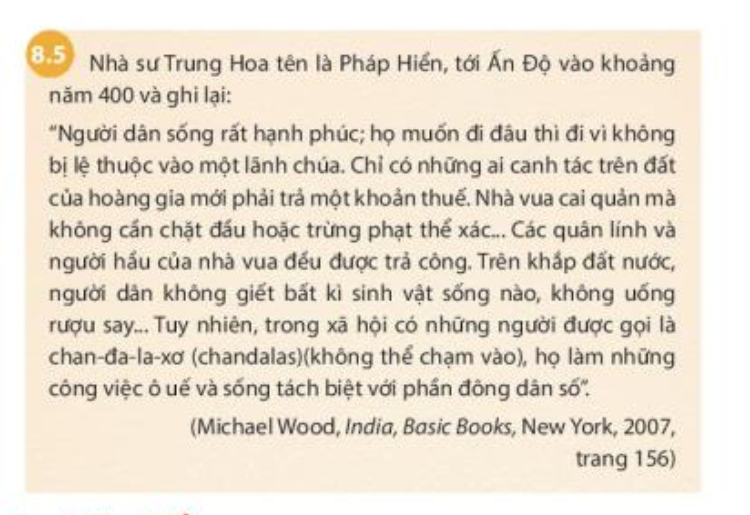 8.5 Nhà sư Trung Hoa tên là Pháp Hiển, tới Ấn Độ vào khoảng
năm 400 và ghi lại:
“Người dân sống rất hạnh phúc; họ muốn đi đâu thì đi vì không
bị lệ thuộc vào một lãnh chúa. Chỉ có những ai canh tác trên đất
của hoàng gia mới phải trả một khoản thuế. Nhà vua cai quản mà
không cần chặt đầu hoặc trừng phạt thể xác... Các quân lính và
người hầu của nhà vua đều được trả công. Trên khắp đất nước,
người dân không giết bất kì sinh vật sống nào, không uống
rượu say... Tuy nhiên, trong xã hội có những người được gọi là
chan-đa-la-xơ (chandalas)(không thể chạm vào), họ làm những
công việc ô uế và sống tách biệt với phần đông dân số”.
(Michael Wood, India, Basic Books, New York, 2007,
trang 156)